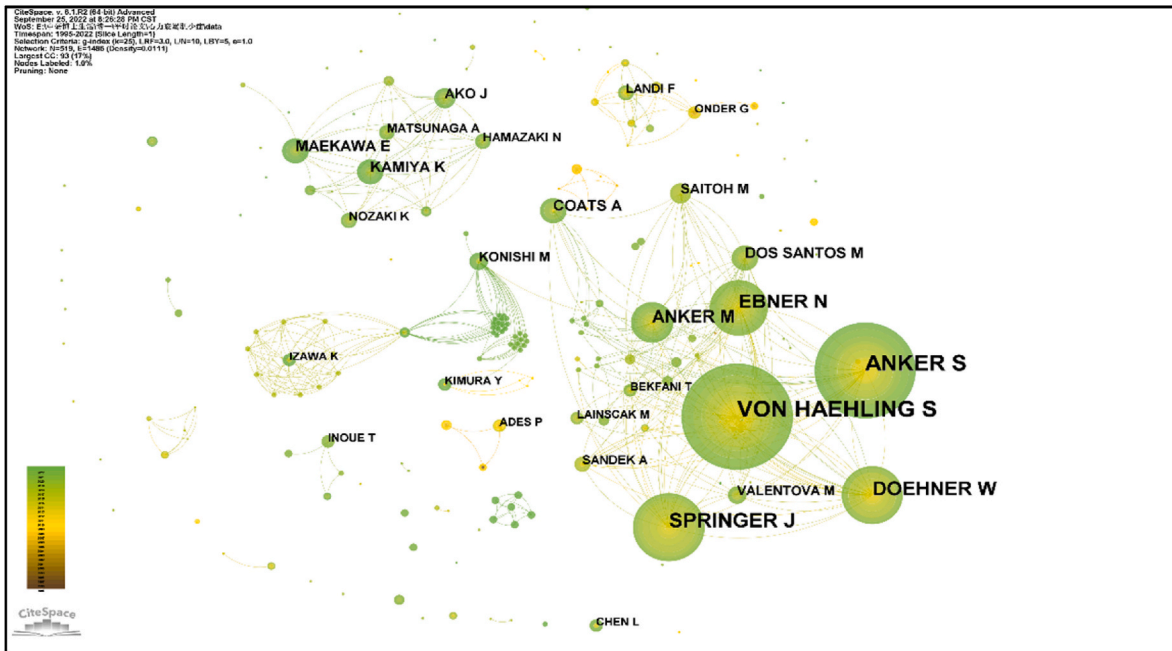 CiteSpace, v. 6.1.R2 (64-bit) Advanced
September 25, 2022 at 8:26:28 PM CST
Timespan: 1995-2022 (Slice Length=1)
Selection Criteria: g-index (k=25), LRF=3.0, L/N=10, LBY=5, e=1.0
Network: N=519, E=1486 (Density=0.0111)
Largest CC: 93 (17%)
Nodes Labeled: 1.0%
Pruning: None
AKO J
LANDI F
ONDER G
MATSUNAGA A
HAMAZAKI N
MAEKAWA E
KAMIYA K
SAITOH M
COATS A
NOZAKI K
DOS SANTOS M
KONISHI M
EBNER N
ANKER M
IZAWA K
ANKER S
KIMURA Y
BEKFANI T
VON HAEHLING S
LAINSCAK M
ADES P
INOUE T
SANDEK A
VALENTOVA M
DOEHNER W
SPRINGER J
CiteSpace
CHEN L